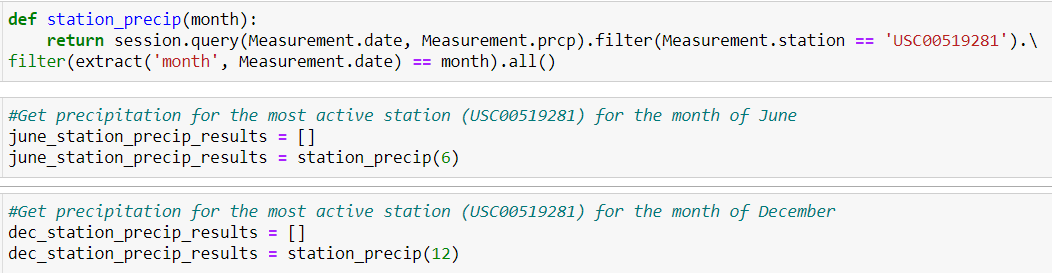 def station_precip(month):
    return session.query(Measurement.date, Measurement.prcp).filter(Measurement.station == 'USC00519281').\
filter(extract('month', Measurement.date) == month).all()
#Get precipitation for the most active station (USC00519281) for the month of June
june_station_precip_results = []
june_station_precip_results = station_precip(6)
#Get precipitation for the most active station (USC00519281) for the month of December
dec_station_precip_results = []
dec_station_precip_results = station_precip(12)